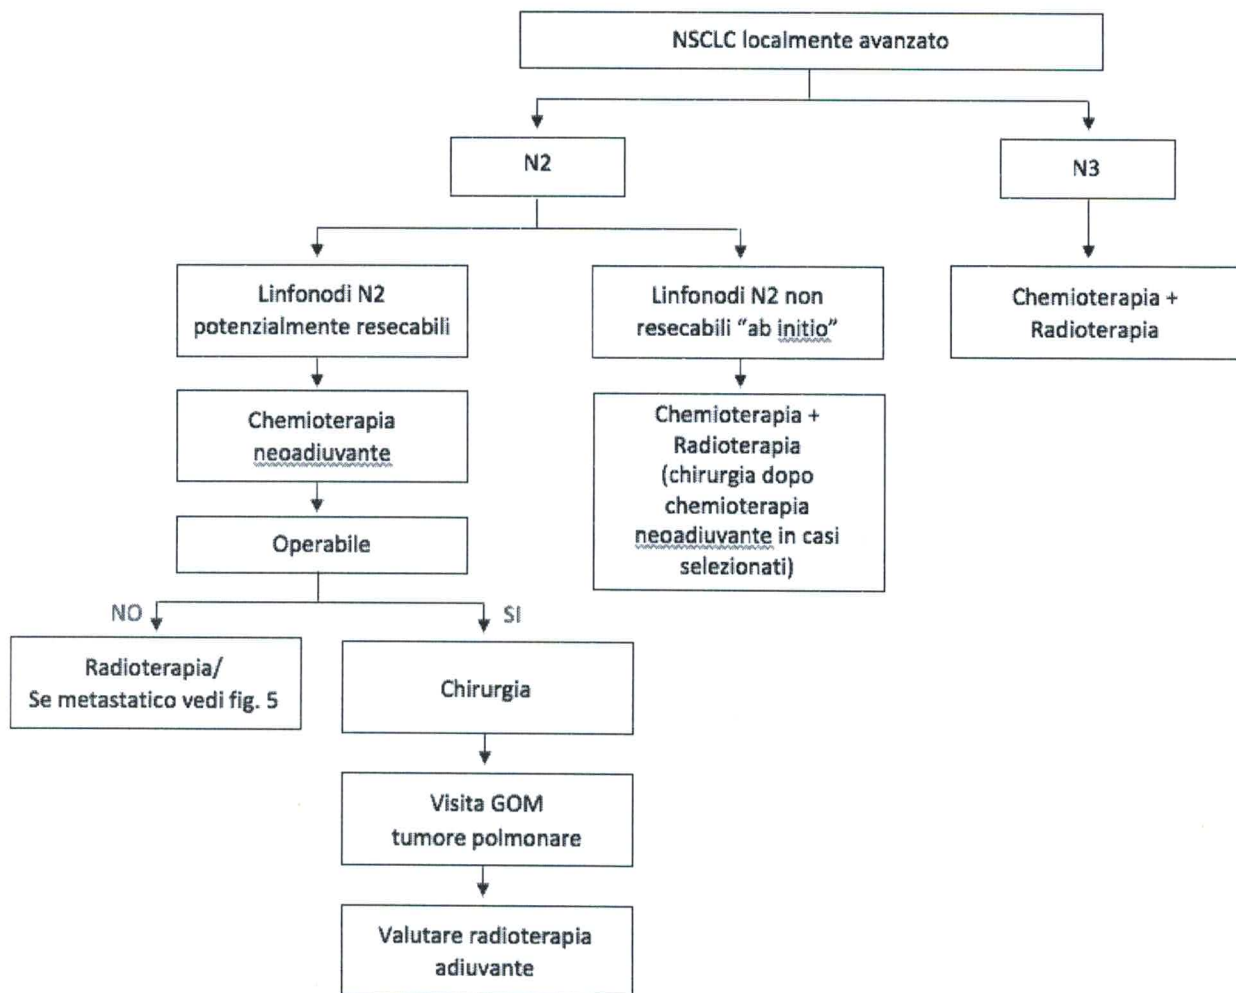 NSCLC localmente avanzato
N2
N3
Linfonodi N2
potenzialmente resecabili
Linfonodi N2 non
resecabili “ab initio”
Chemioterapia +
Radioterapia
Chemioterapia
neoadiuvante
Chemioterapia +
Radioterapia
(chirurgia dopo
chemioterapia
neoadiuvante in casi
selezionati)
Operabile
NO
SI
Radioterapia/
Se metastatico vedi fig. 5
Chirurgia
Visita GOM
tumore polmonare
Valutare radioterapia
adiuvante